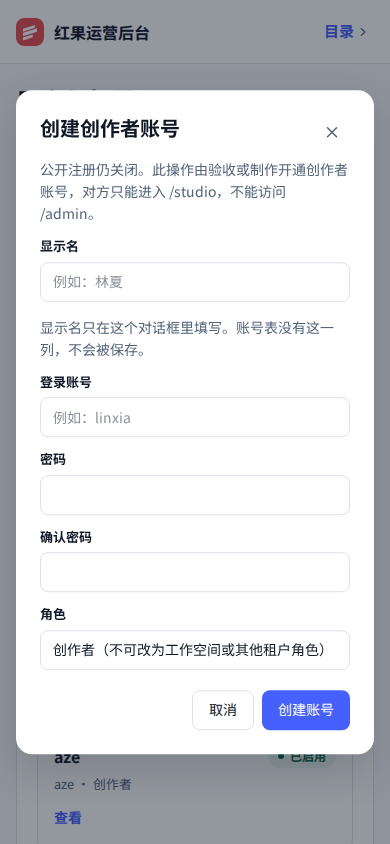 红果运营后台
目录
创建创作者账号
公开注册仍关闭。此操作由验收或制作开通创作者
账号，对方只能进入 /studio，不能访问
/admin。
显示名
例如：林夏
显示名只在这个对话框里填写。账号表没有这一
列，不会被保存。
登录账号
例如：linxia
密码
确认密码
角色
创作者（不可改为工作空间或其他租户角色）
取消
创建账号
aze
已启用
aze · 创作者
查看